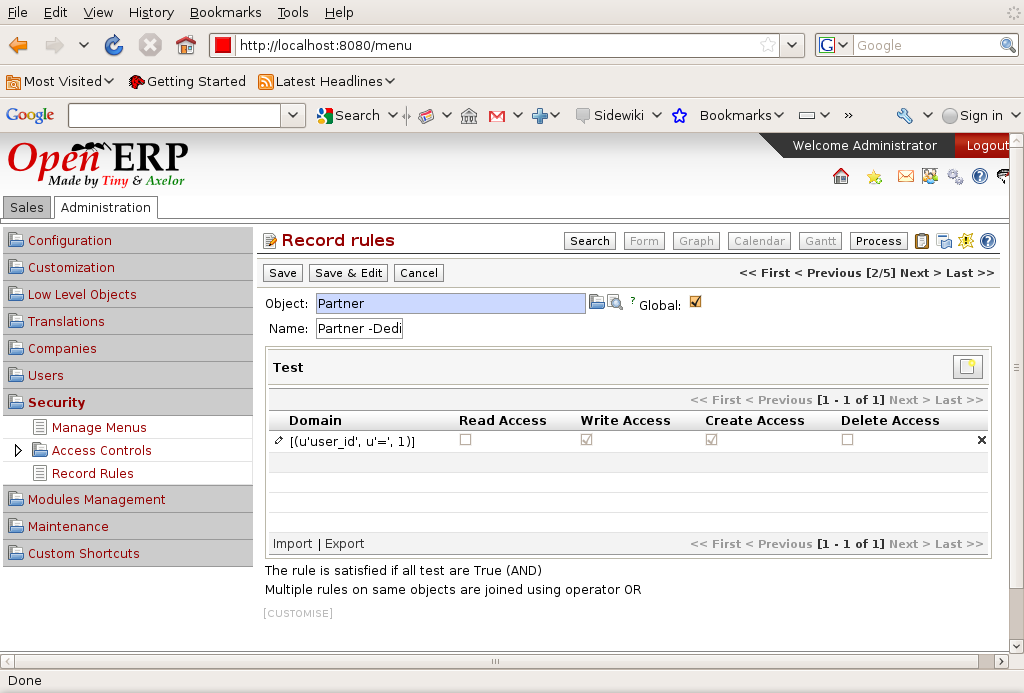 File Edit View History Bookmarks Tools Help
http://localhost:8080/menu
G Google
Most Visited Getting Started Latest Headlines
Google Search Sidewiki Bookmarks » Sign in
Open ERP
Made by Tiny & Axelor
Welcome Administrator Logout
Sales Administration
Configuration
Customization
Low Level Objects
Translations
Companies
Users
Security
Manage Menus
Access Controls
Record Rules
Modules Management
Maintenance
Custom Shortcuts
Record rules Search Form Graph Calendar Gantt Process
Save Save & Edit Cancel << First < Previous [2/5] Next > Last >>
Object: Partner ? Global:
Name: Partner -Dedi
Test
<< First < Previous [1 - 1 of 1] Next > Last >>
Domain Read Access Write Access Create Access Delete Access
[(u'user_id', u'=', 1)]
Import | Export << First < Previous [1 - 1 of 1] Next > Last >>
The rule is satisfied if all test are True (AND)
Multiple rules on same objects are joined using operator OR
[CUSTOMISE]
Done